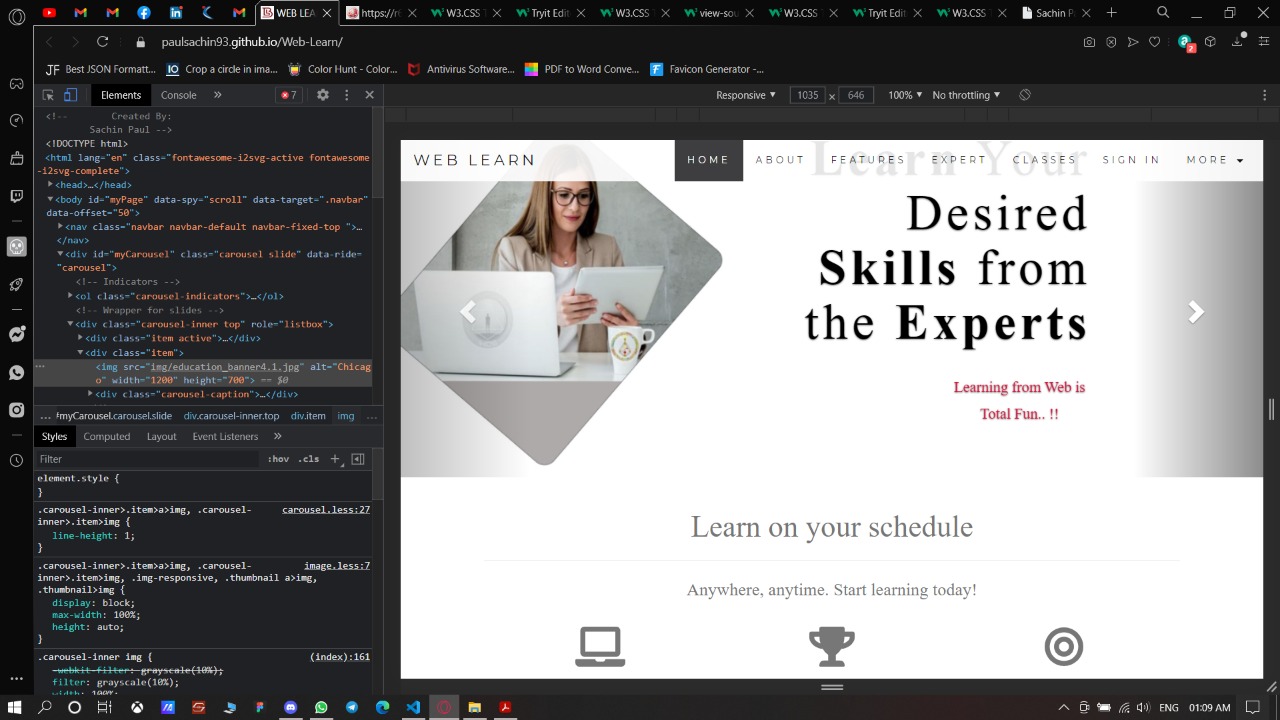 WEB LEA
https://re
W3.CSS T
Tryit Edit
W3.CSS T
view-sou
W3.CSS T
Tryit Edit
W3.CSS T
Sachin P
paulsachin93.github.io/Web-Learn/
2
JF Best JSON Formatt...
IO Crop a circle in ima...
Color Hunt - Color...
Antivirus Software...
PDF to Word Conve...
F Favicon Generator -...
Elements Console » 7
Responsive 1035 x 646 100% No throttling
<!-- Created By:
Sachin Paul -->
<!DOCTYPE html>
<html lang="en" class="fontawesome-i2svg-active fontawesome
-i2svg-complete">
<head>…</head>
<body id="myPage" data-spy="scroll" data-target=".navbar"
data-offset="50">
<nav class="navbar navbar-default navbar-fixed-top ">…
</nav>
<div id="myCarousel" class="carousel slide" data-ride=
"carousel">
<!-- Indicators -->
<ol class="carousel-indicators">…</ol>
<!-- Wrapper for slides -->
<div class="carousel-inner top" role="listbox">
<div class="item active">…</div>
<div class="item">
<img src="img/education_banner4.1.jpg" alt="Chicag
o" width="1200" height="700"> == $0
<div class="carousel-caption">…</div>
... #myCarousel.carousel.slide div.carousel-inner.top div.item img ...
Styles Computed Layout Event Listeners »
Filter :hov .cls +
element.style {
}
.carousel-inner>.item>a>img, .carousel- carousel.less:27
inner>.item>img {
line-height: 1;
}
.carousel-inner>.item>a>img, .carousel- image.less:7
inner>.item>img, .img-responsive, .thumbnail a>img,
.thumbnail>img {
display: block;
max-width: 100%;
height: auto;
}
.carousel-inner img { (index):161
-webkit-filter: grayscale(10%);
filter: grayscale(10%);
width: 100%;
WEB LEARN
HOME ABOUT FEATURES EXPERT CLASSES SIGN IN MORE
Learn Your
Desired
Skills from
the Experts
Learning from Web is
Total Fun.. !!
Learn on your schedule
Anywhere, anytime. Start learning today!
ENG 01:09 AM